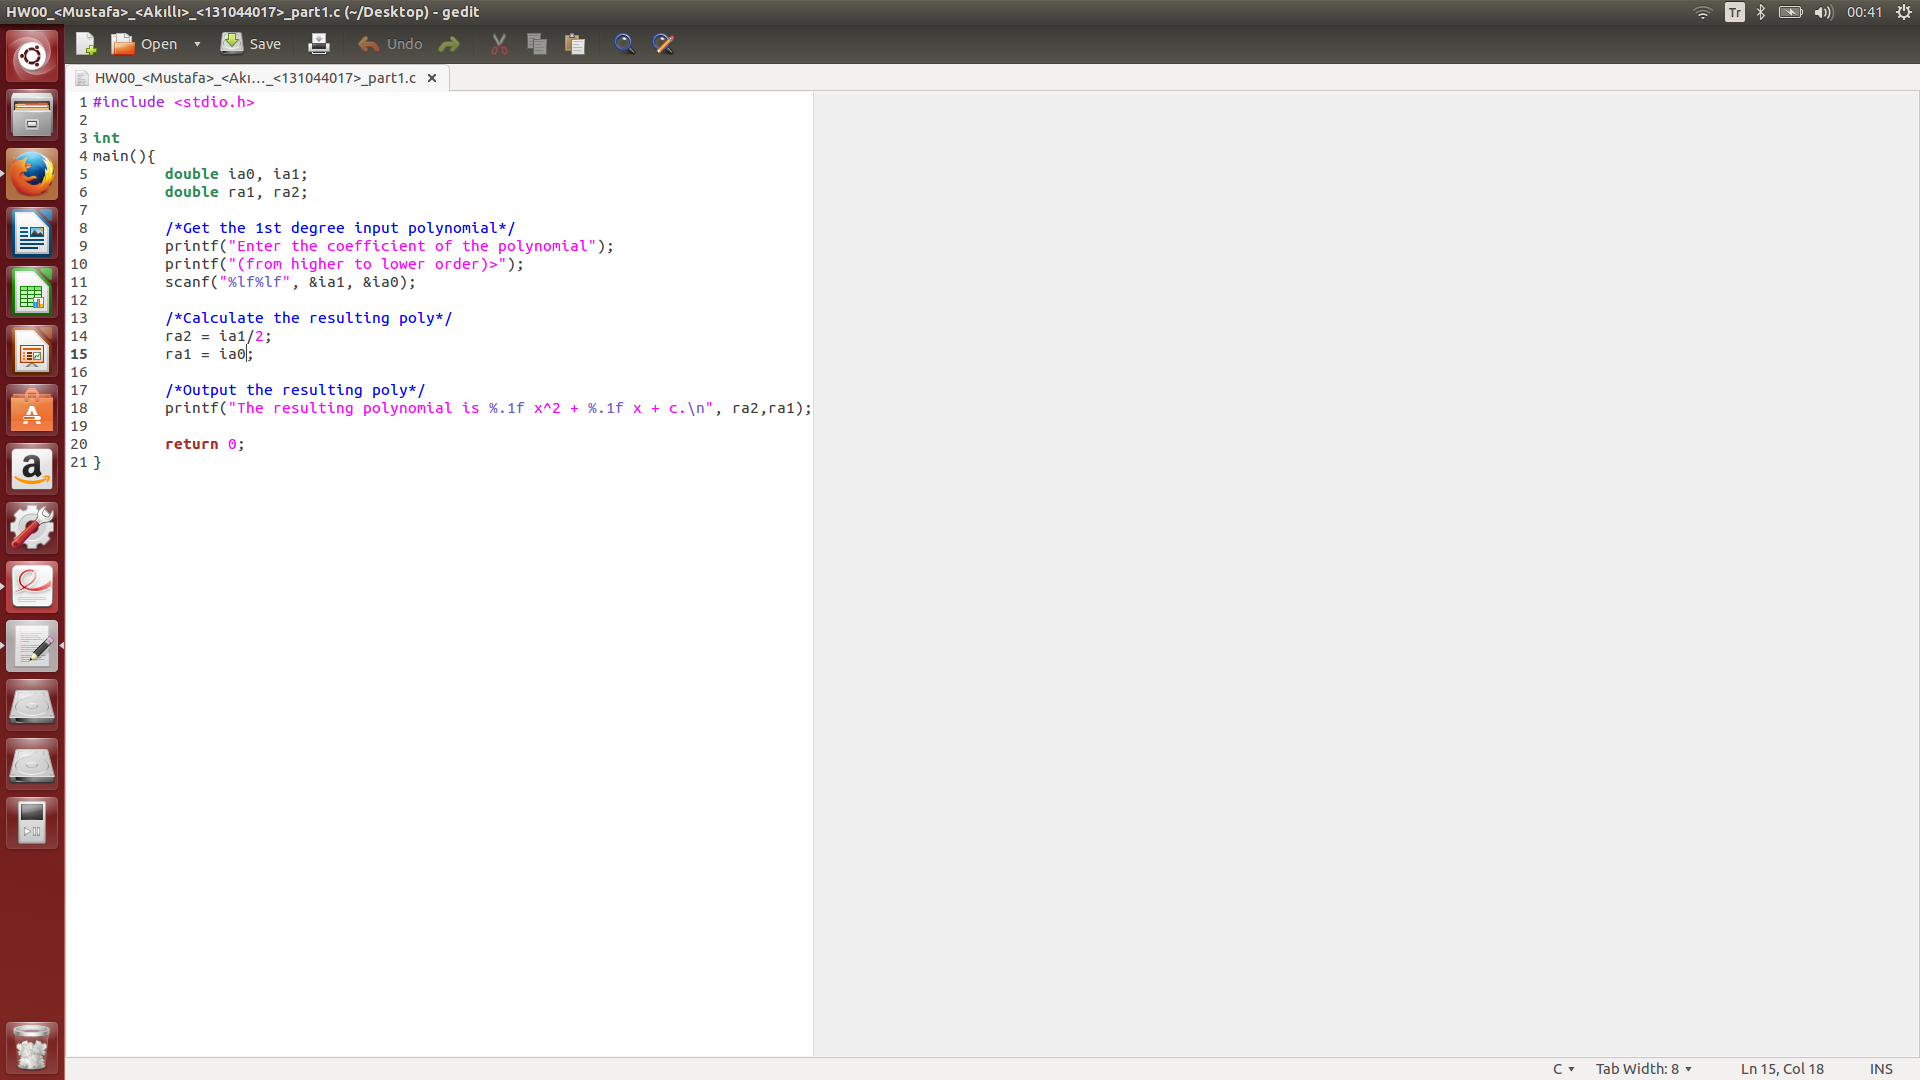 HW00_<Mustafa>_<Akıllı>_<131044017>_part1.c (~/Desktop) - gedit
Tr 00:41
Open Save Undo
HW00_<Mustafa>_<Akı..._<131044017>_part1.c
1 #include <stdio.h>
2
3 int
4 main(){
5 double ia0, ia1;
6 double ra1, ra2;
7
8 /*Get the 1st degree input polynomial*/
9 printf("Enter the coefficient of the polynomial");
10 printf("(from higher to lower order)>");
11 scanf("%lf%lf", &ia1, &ia0);
12
13 /*Calculate the resulting poly*/
14 ra2 = ia1/2;
15 ra1 = ia0;
16
17 /*Output the resulting poly*/
18 printf("The resulting polynomial is %.1f x^2 + %.1f x + c.\n", ra2,ra1);
19
20 return 0;
21 }
C Tab Width: 8 Ln 15, Col 18 INS